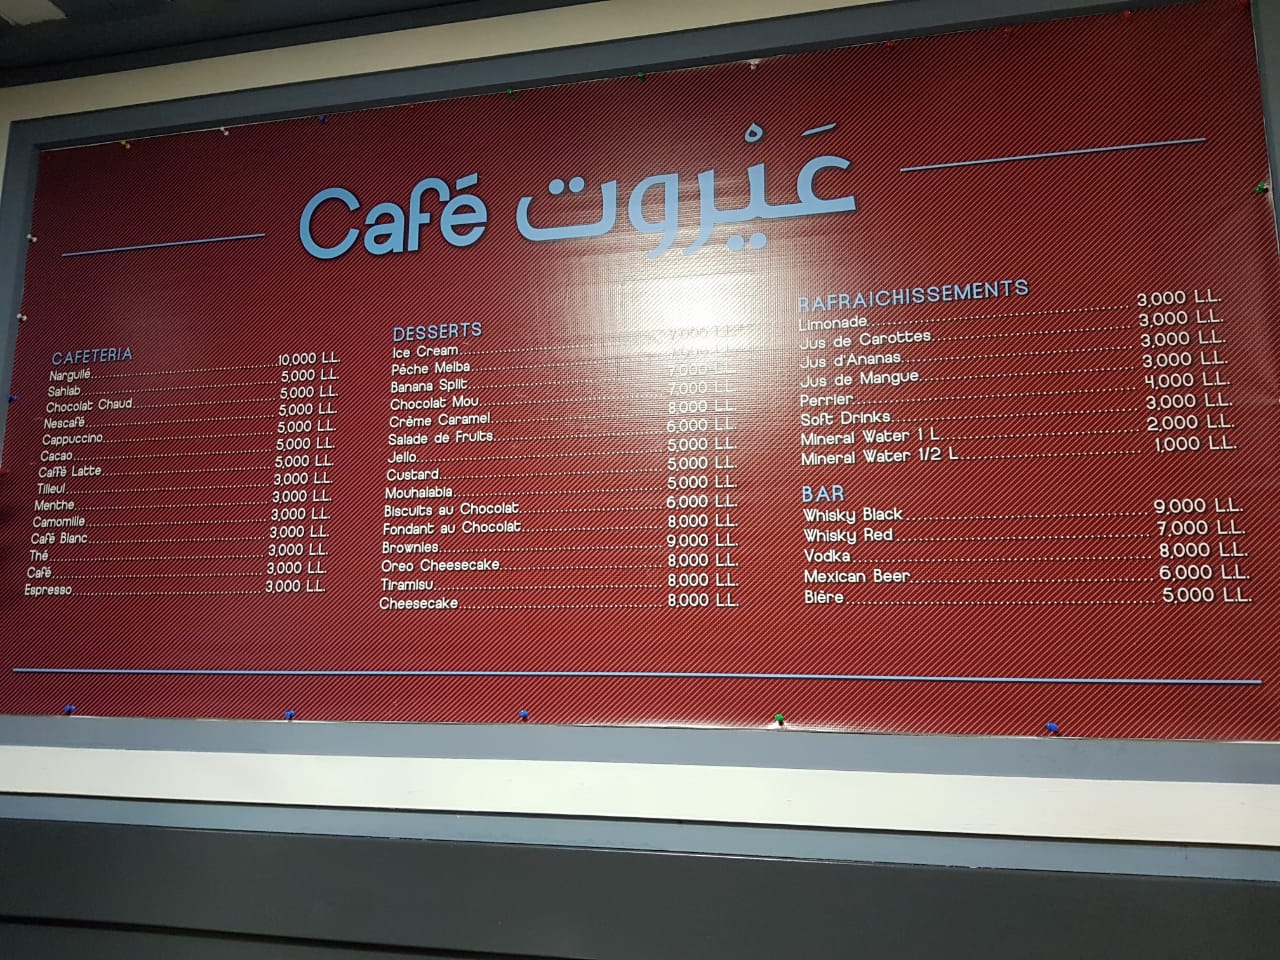 Café عَيْروت
CAFETERIA
Narguilé 10,000 L.L.
Sahlab 5,000 L.L.
Chocolat Chaud 5,000 L.L.
Nescafé 5,000 L.L.
Cappuccino 5,000 L.L.
Cacao 5,000 L.L.
Caffé Latte 5,000 L.L.
Tilleul 3,000 L.L.
Menthe 3,000 L.L.
Camomille 3,000 L.L.
Café Blanc 3,000 L.L.
Thé 3,000 L.L.
Café 3,000 L.L.
Espresso 3,000 L.L.
DESSERTS
Ice Cream
Pêche Melba
Banana Split 7,000 L.L.
Chocolat Mou 7,000 L.L.
Crème Caramel 8,000 L.L.
Salade de Fruits 6,000 L.L.
Jello 5,000 L.L.
Custard 5,000 L.L.
Mouhalabia 5,000 L.L.
Biscuits au Chocolat 6,000 L.L.
Fondant au Chocolat 8,000 L.L.
Brownies 9,000 L.L.
Oreo Cheesecake 8,000 L.L.
Tiramisu 8,000 L.L.
Cheesecake 8,000 L.L.
RAFRAICHISSEMENTS
Limonade 3,000 L.L.
Jus de Carottes 3,000 L.L.
Jus d'Ananas 3,000 L.L.
Jus de Mangue 3,000 L.L.
Perrier 4,000 L.L.
Soft Drinks 3,000 L.L.
Mineral Water 1 L 2,000 L.L.
Mineral Water 1/2 L 1,000 L.L.
BAR
Whisky Black 9,000 L.L.
Whisky Red 7,000 L.L.
Vodka 8,000 L.L.
Mexican Beer 6,000 L.L.
Bière 5,000 L.L.